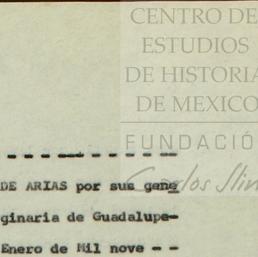 CENTRO DE
ESTUDIOS
DE HISTORIA
DE MEXICO
FUNDACIÓ
Carlos Slim
- - - - - - - - - -
DE ARIAS por sus gene
ginaria de Guadalupe-
Enero de Mil nove - -